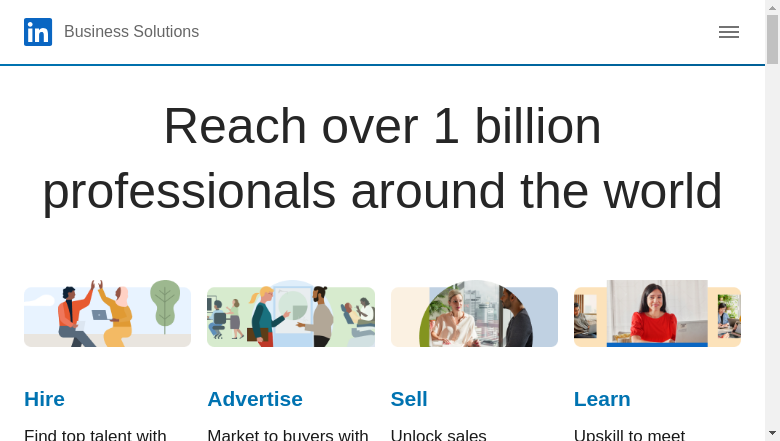 in Business Solutions
Reach over 1 billion
professionals around the world
Hire
Advertise
Sell
Learn
Find top talent with
Market to buyers with
Unlock sales
Upskill to meet